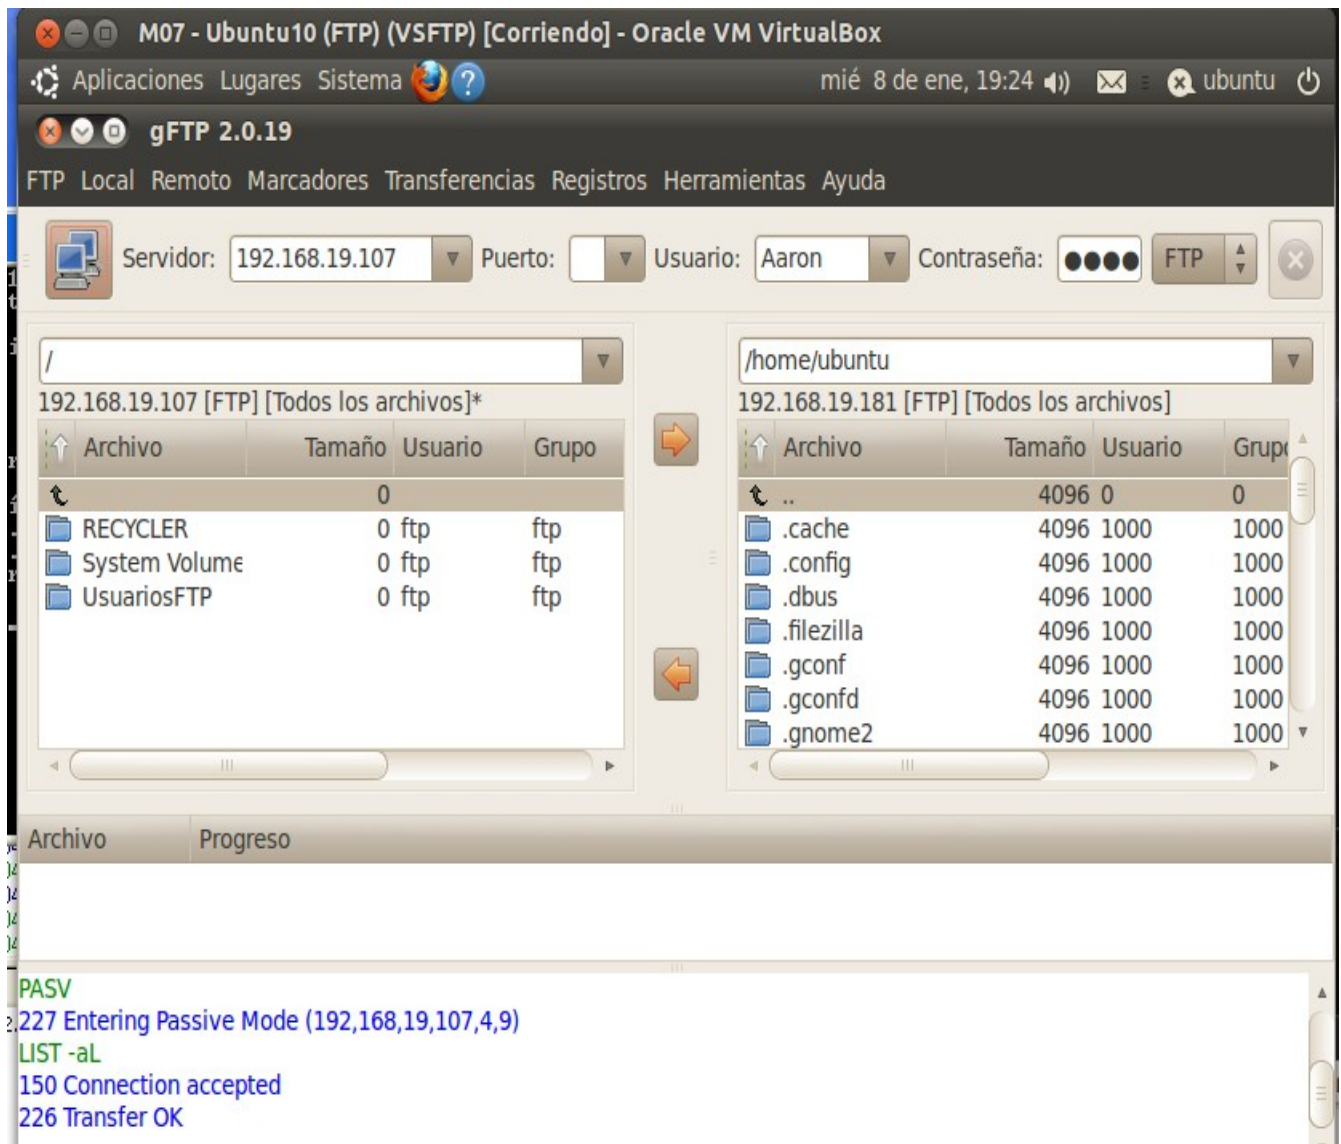 M07 - Ubuntu10 (FTP) (VSFTP) [Corriendo] - Oracle VM VirtualBox
Aplicaciones Lugares Sistema ? mié 8 de ene, 19:24 ubuntu
gFTP 2.0.19
FTP Local Remoto Marcadores Transferencias Registros Herramientas Ayuda
Servidor: 192.168.19.107 Puerto: Usuario: Aaron Contraseña: ●●●● FTP
/
192.168.19.107 [FTP] [Todos los archivos]*
Archivo Tamaño Usuario Grupo
0
RECYCLER 0 ftp ftp
System Volume 0 ftp ftp
UsuariosFTP 0 ftp ftp
/home/ubuntu
192.168.19.181 [FTP] [Todos los archivos]
Archivo Tamaño Usuario Grupo
.. 4096 0 0
.cache 4096 1000 1000
.config 4096 1000 1000
.dbus 4096 1000 1000
.filezilla 4096 1000 1000
.gconf 4096 1000 1000
.gconfd 4096 1000 1000
.gnome2 4096 1000 1000
Archivo Progreso
PASV
227 Entering Passive Mode (192,168,19,107,4,9)
LIST -aL
150 Connection accepted
226 Transfer OK